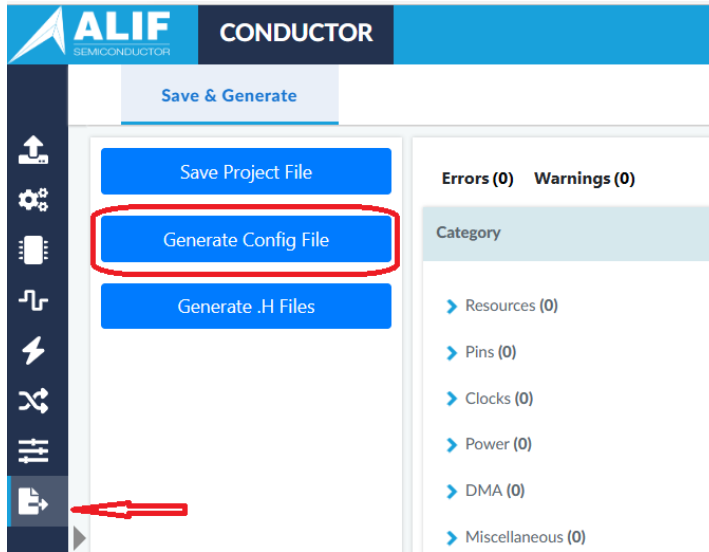 ALIF
SEMICONDUCTOR
CONDUCTOR
Save & Generate
Save Project File
Generate Config File
Generate .H Files
Errors (0) Warnings (0)
Category
Resources (0)
Pins (0)
Clocks (0)
Power (0)
DMA (0)
Miscellaneous (0)